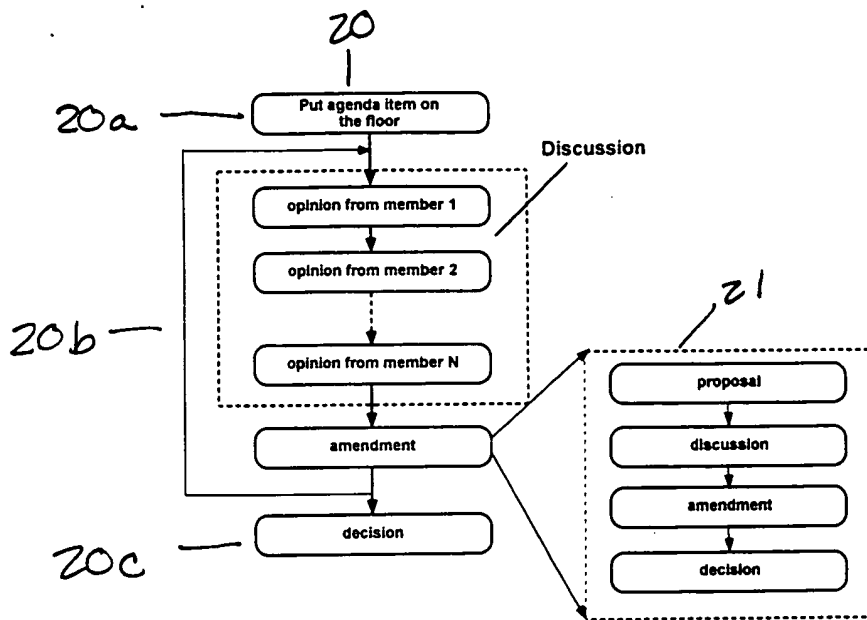 20
20a
Put agenda item on
the floor
Discussion
opinion from member 1
opinion from member 2
20b
opinion from member N
amendment
decision
20c
21
proposal
discussion
amendment
decision